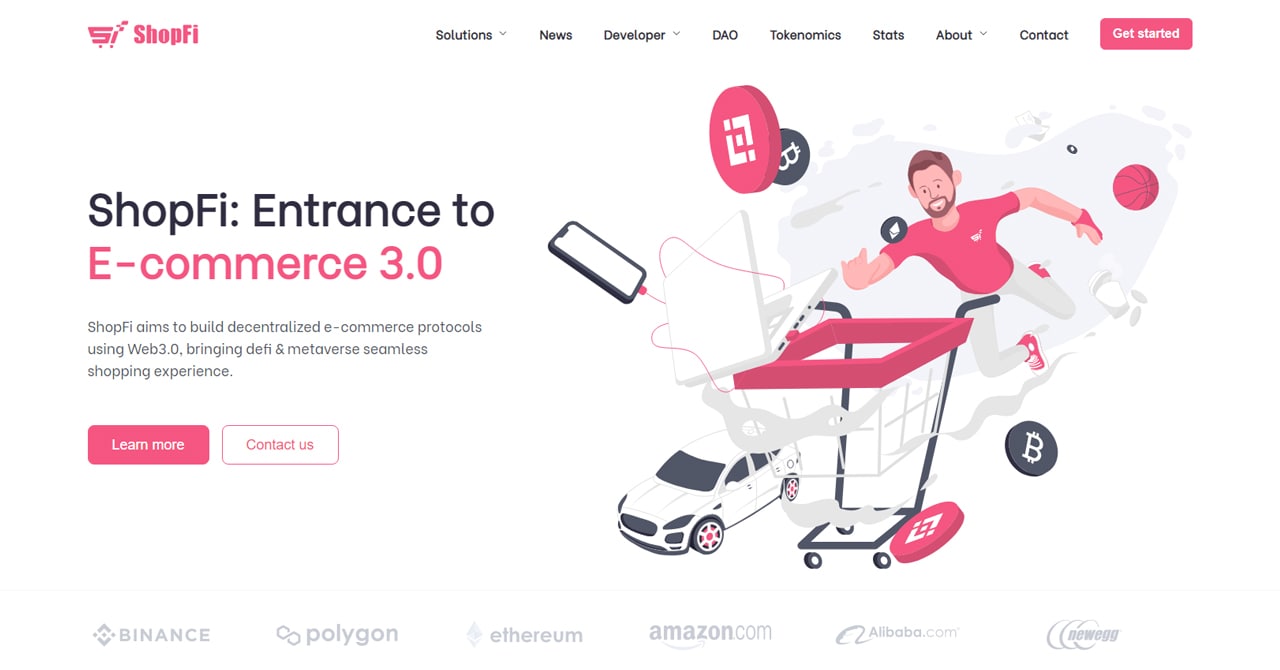 ShopFi
Solutions
News
Developer
DAO
Tokenomics
Stats
About
Contact
Get started
ShopFi: Entrance to
E-commerce 3.0
ShopFi aims to build decentralized e-commerce protocols
using Web3.0, bringing defi & metaverse seamless
shopping experience.
Learn more
Contact us
BINANCE
polygon
ethereum
amazon.com
Alibaba.com
newegg